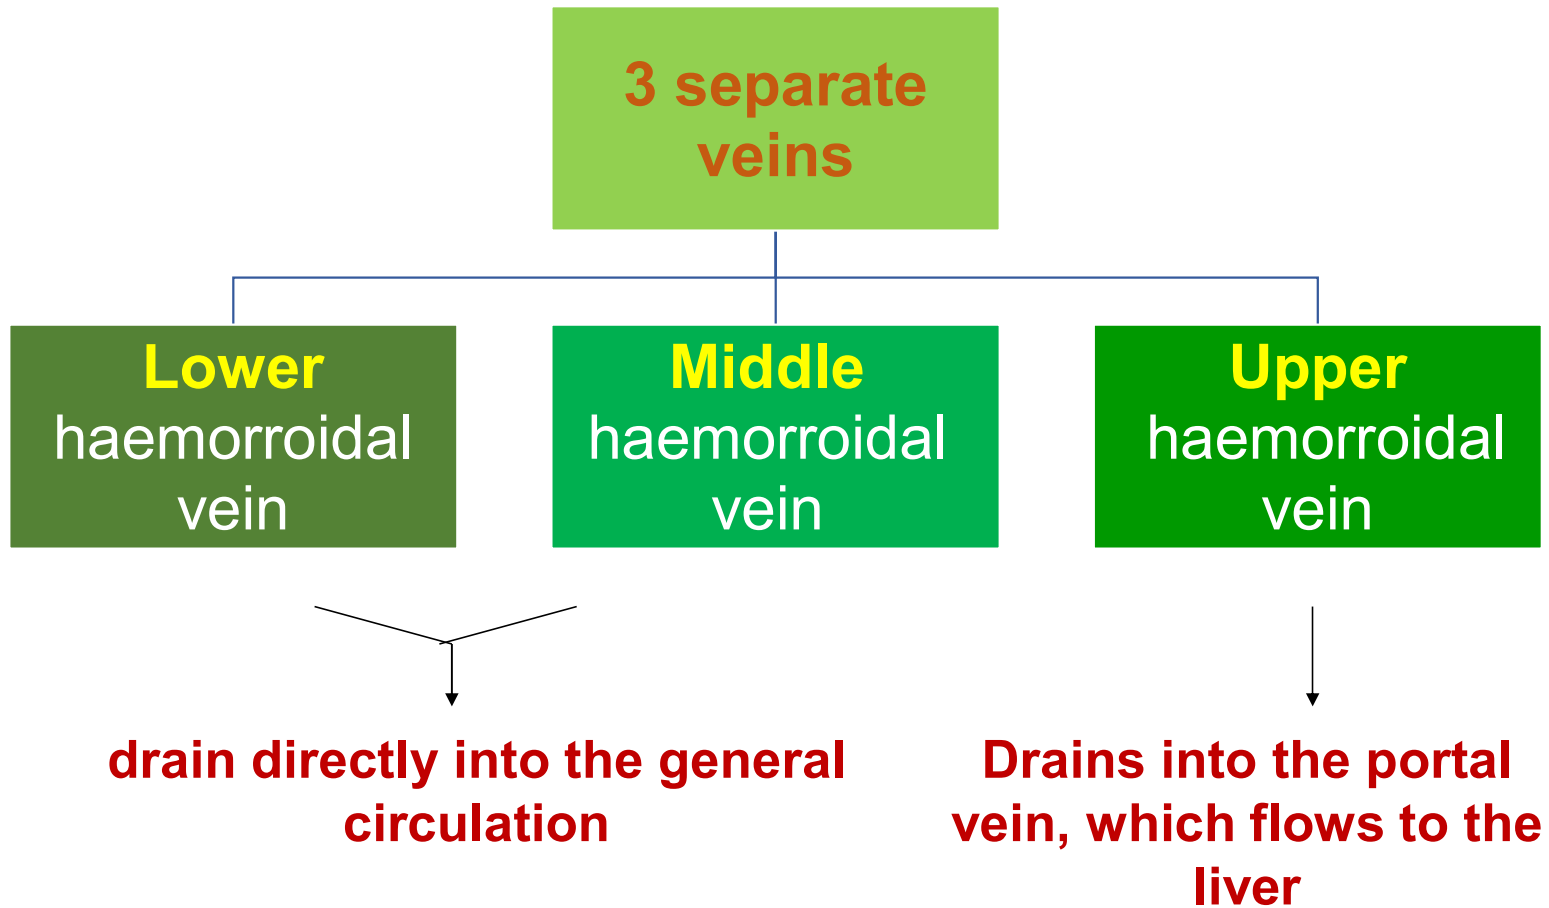 3 separate
veins
Lower
haemorroidal
vein
Middle
haemorroidal
vein
Upper
haemorroidal
vein
drain directly into the general
circulation
Drains into the portal
vein, which flows to the
liver